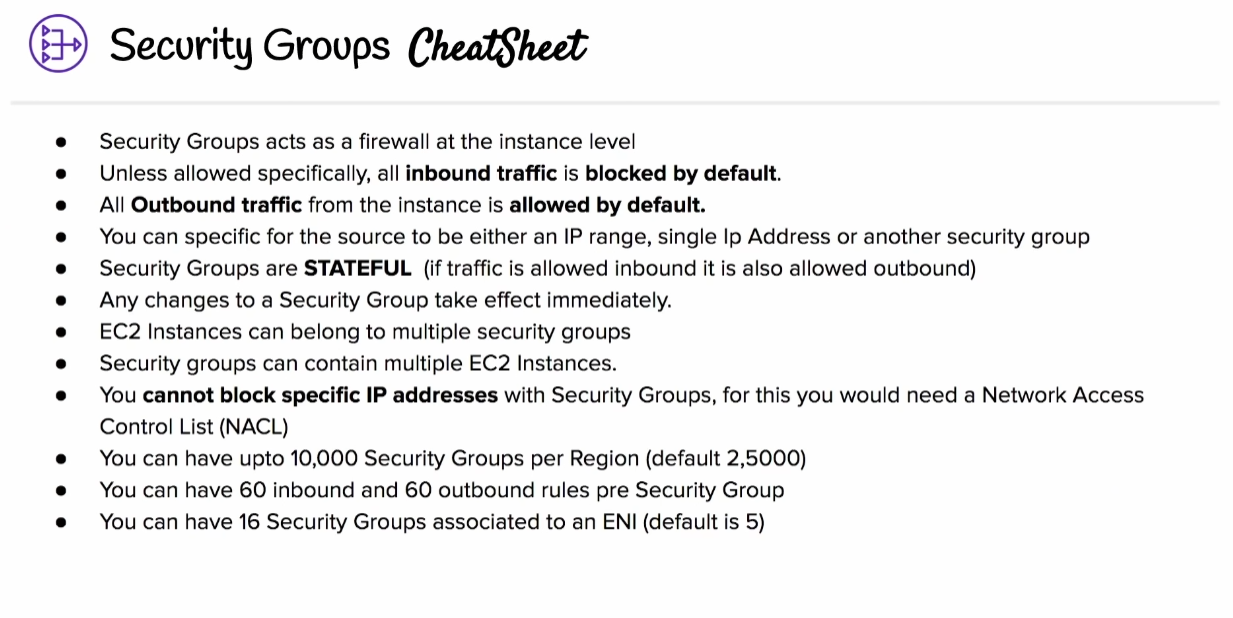 Security Groups CheatSheet
● Security Groups acts as a firewall at the instance level
● Unless allowed specifically, all inbound traffic is blocked by default.
● All Outbound traffic from the instance is allowed by default.
● You can specific for the source to be either an IP range, single Ip Address or another security group
● Security Groups are STATEFUL (if traffic is allowed inbound it is also allowed outbound)
● Any changes to a Security Group take effect immediately.
● EC2 Instances can belong to multiple security groups
● Security groups can contain multiple EC2 Instances.
● You cannot block specific IP addresses with Security Groups, for this you would need a Network Access
Control List (NACL)
● You can have upto 10,000 Security Groups per Region (default 2,5000)
● You can have 60 inbound and 60 outbound rules pre Security Group
● You can have 16 Security Groups associated to an ENI (default is 5)